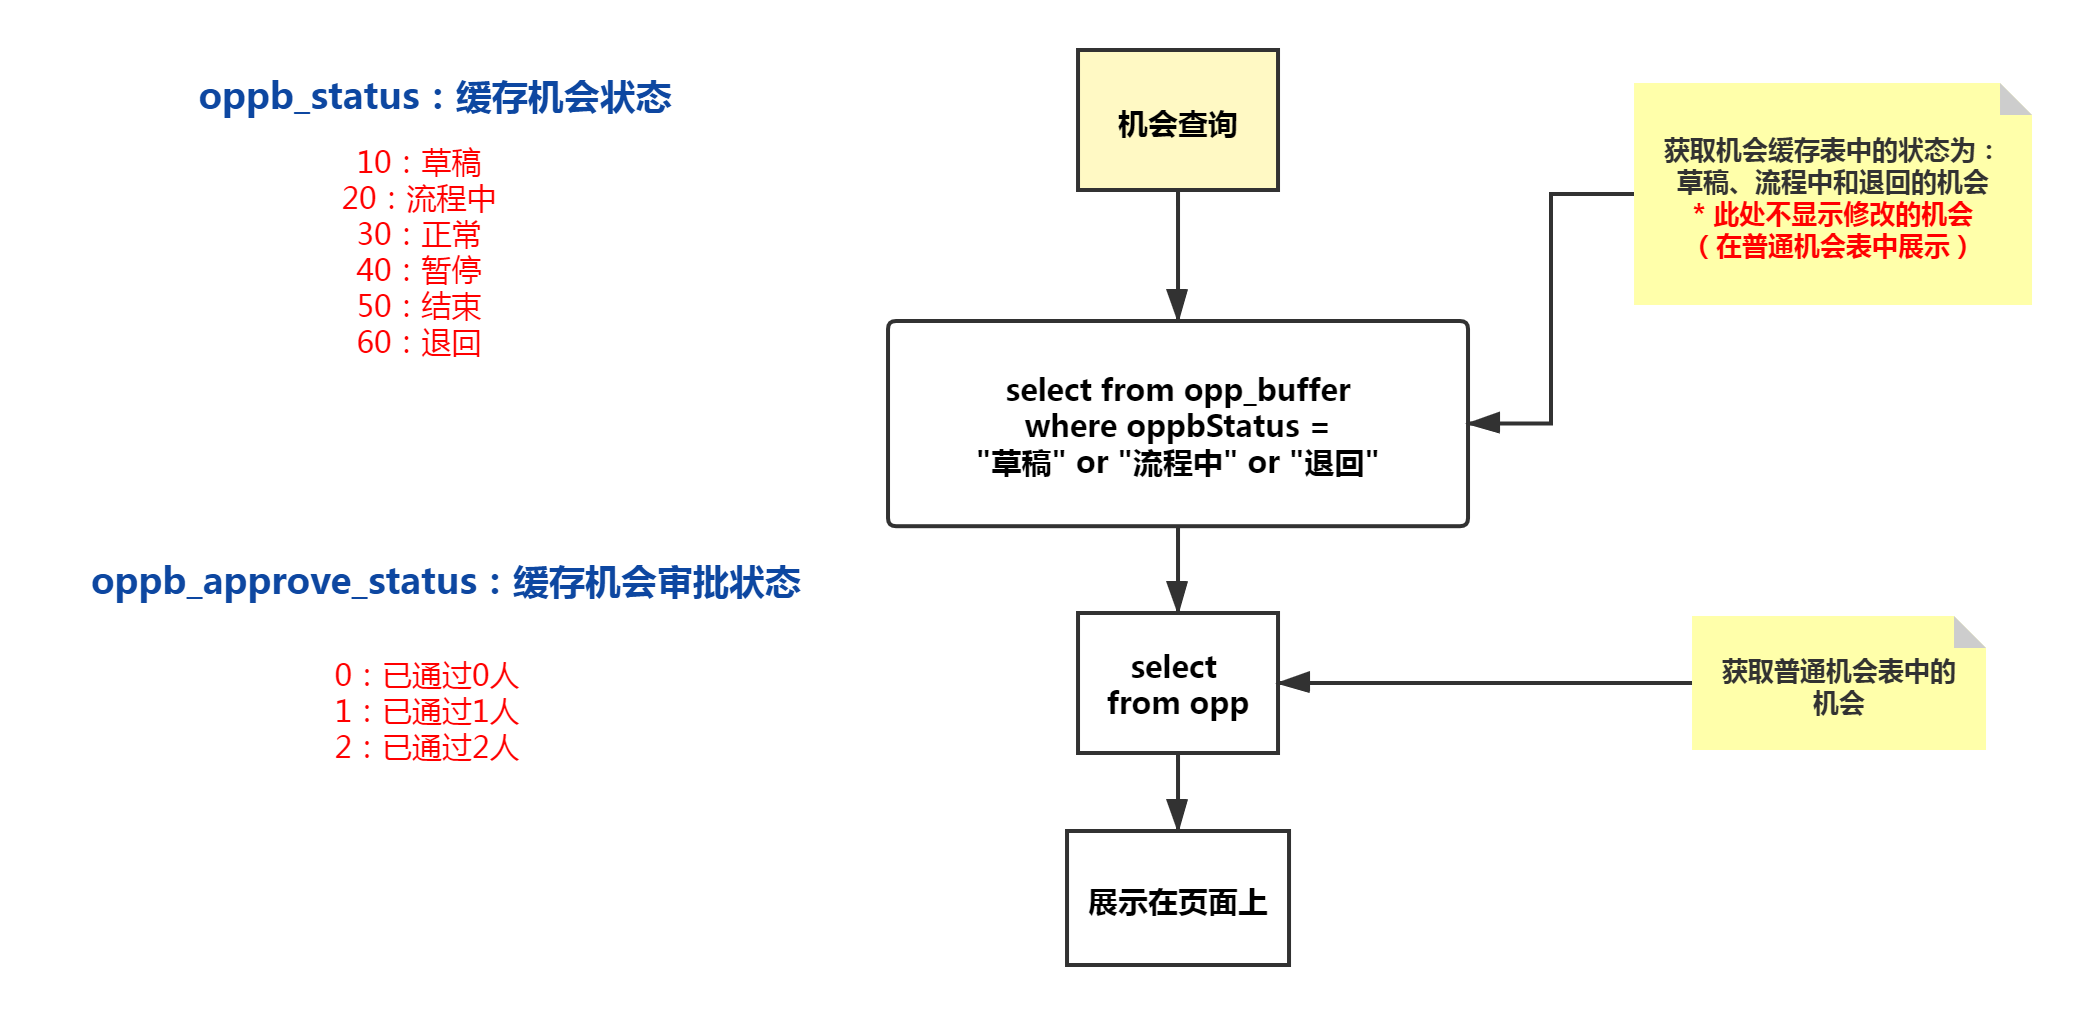 oppb_status：缓存机会状态
10：草稿
20：流程中
30：正常
40：暂停
50：结束
60：退回
oppb_approve_status：缓存机会审批状态
0：已通过0人
1：已通过1人
2：已通过2人
机会查询
获取机会缓存表中的状态为：
草稿、流程中和退回的机会
* 此处不显示修改的机会
（在普通机会表中展示）
select from opp_buffer
where oppbStatus =
"草稿" or "流程中" or "退回"
select
from opp
获取普通机会表中的
机会
展示在页面上